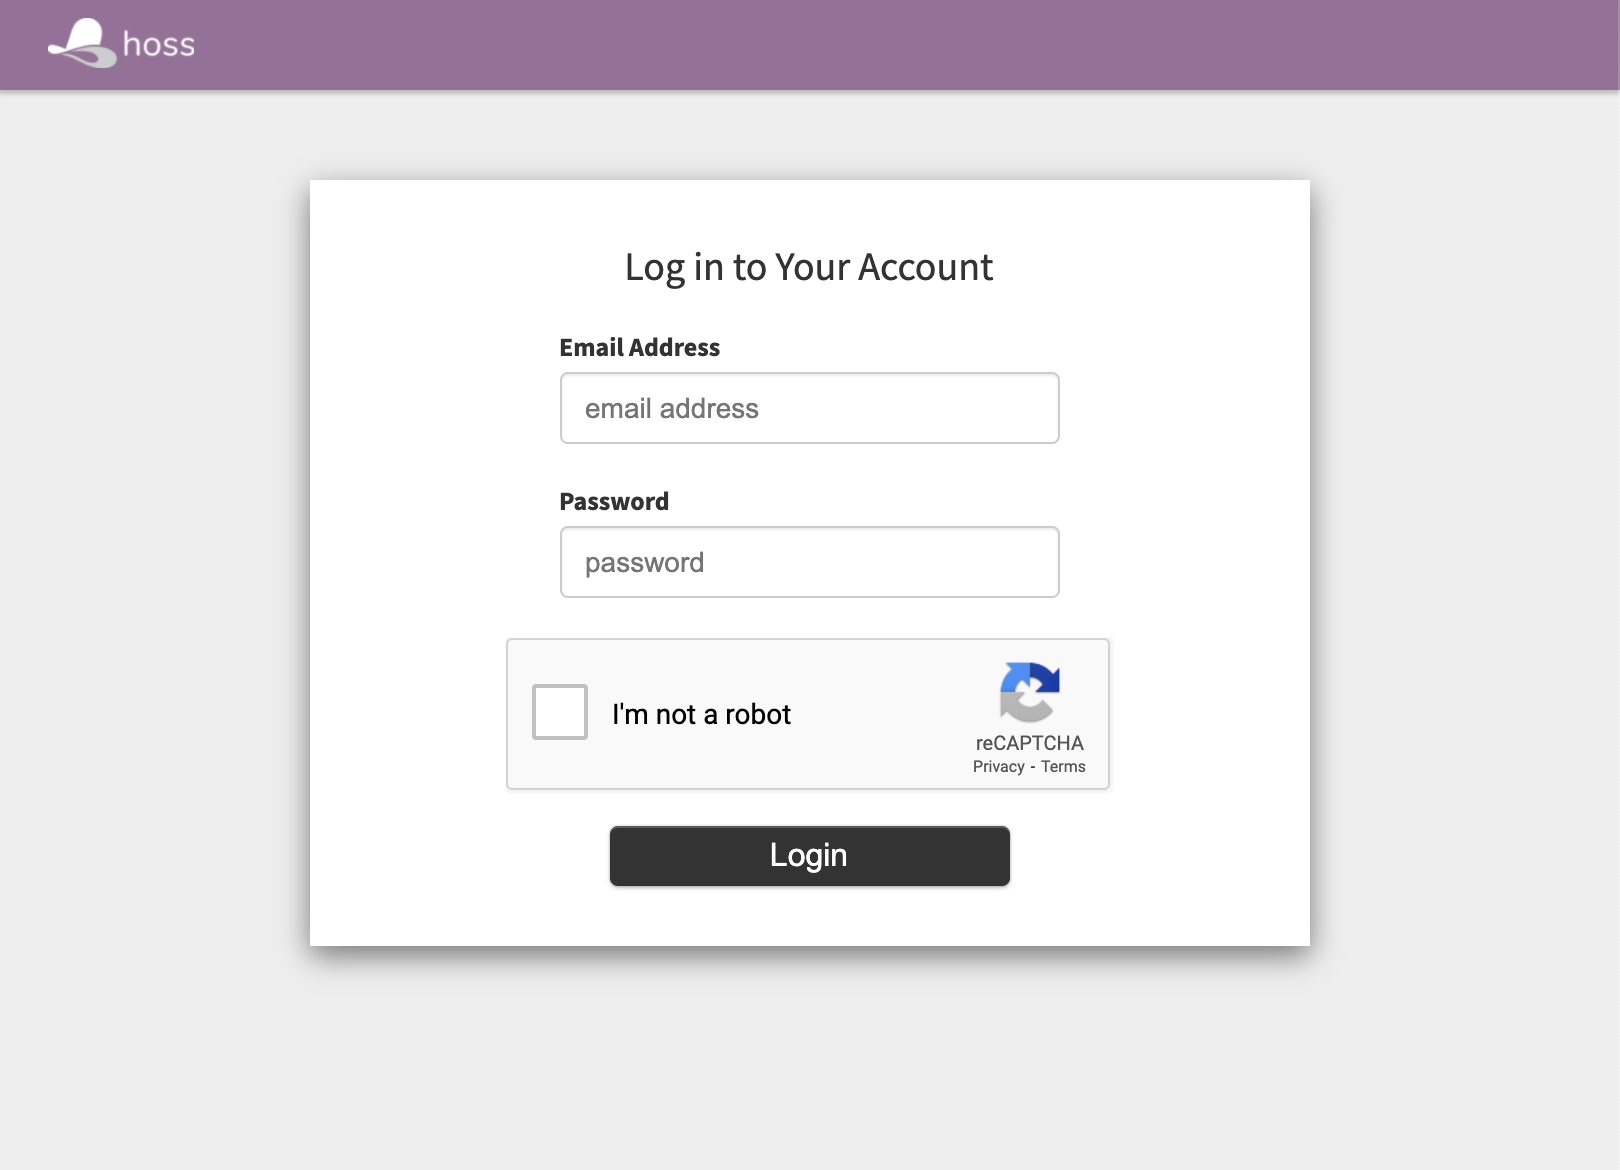 hoss
Log in to Your Account
Email Address
email address
Password
password
I'm not a robot
reCAPTCHA
Privacy - Terms
Login